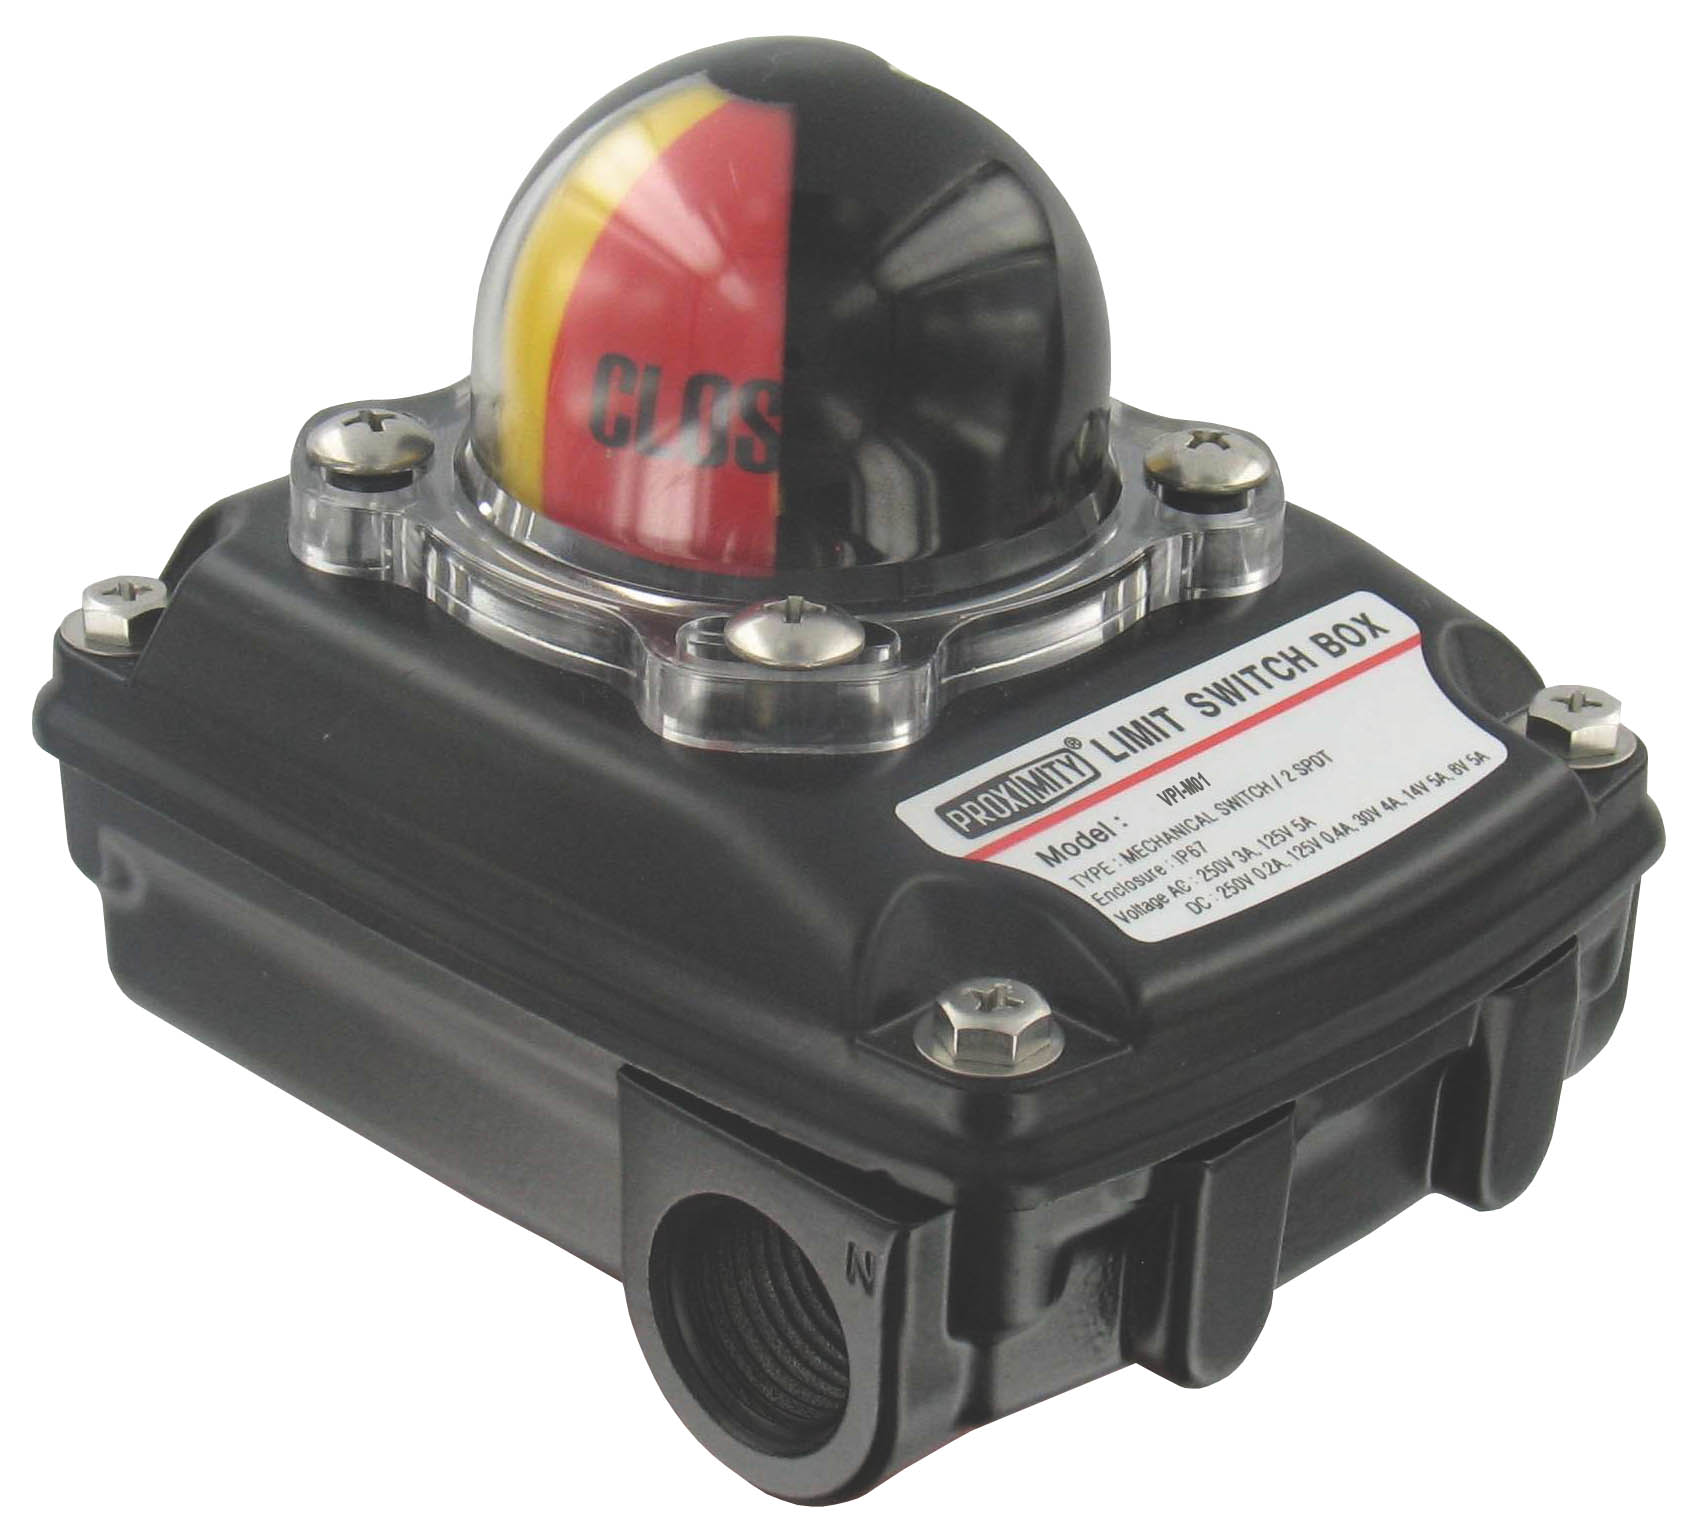 CLOS
PROXIMITY® LIMIT SWITCH BOX
Model : VPI-M01
TYPE : MECHANICAL SWITCH / 2 SPDT
Enclosure : IP67
Voltage AC : 250V 3A, 125V 5A
DC : 250V 0.2A, 125V 0.4A, 30V 4A, 14V 5A, 8V 5A
N